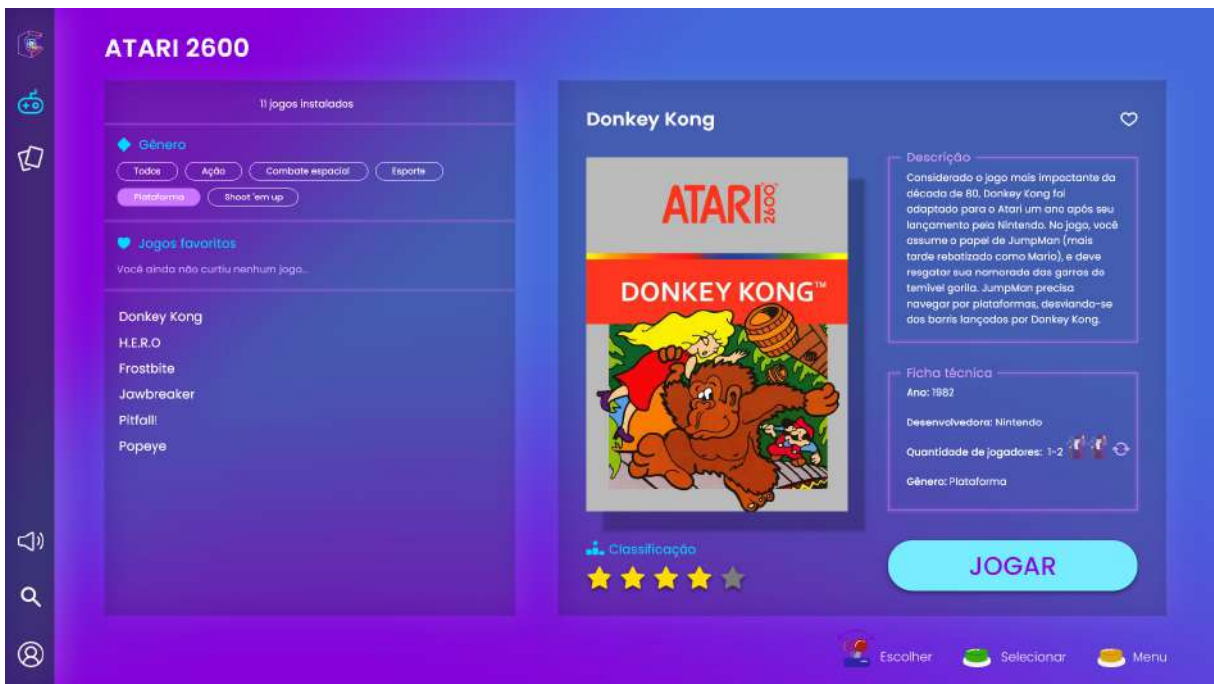 ATARI 2600
11 jogos instalados
Gênero
Todos
Ação
Combate espacial
Esporte
Plataforma
Shoot 'em up
Jogos favoritos
Você ainda não curtiu nenhum jogo...
Donkey Kong
H.E.R.O
Frostbite
Jawbreaker
Pitfall!
Popeye
Donkey Kong
ATARI 2600
DONKEY KONG™
Classificação
Descrição
Considerado o jogo mais impactante da
década de 80, Donkey Kong foi
adaptado para o Atari um ano após seu
lançamento pela Nintendo. No jogo, você
assume o papel de JumpMan (mais
tarde rebatizado como Mario), e deve
resgatar sua namorada das garras do
temível gorila. JumpMan precisa
navegar por plataformas, desviando-se
dos barris lançados por Donkey Kong.
Ficha técnica
Ano: 1982
Desenvolvedora: Nintendo
Quantidade de jogadores: 1-2
Gênero: Plataforma
JOGAR
Escolher
Selecionar
Menu